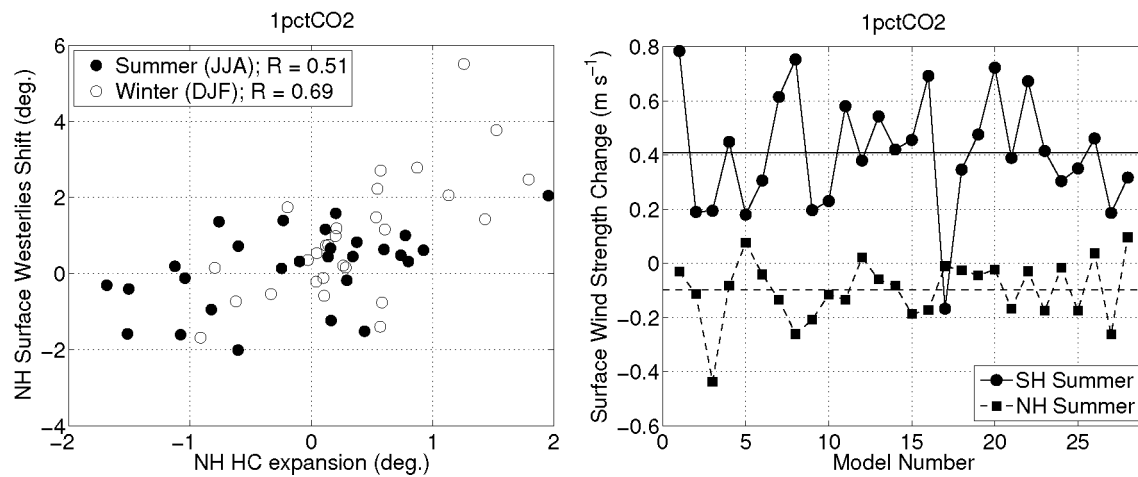 1pctCO2
NH Surface Westerlies Shift (deg.)
6
4
2
0
−2
−4
Summer (JJA); R = 0.51
Winter (DJF); R = 0.69
−2
−1
0
1
2
NH HC expansion (deg.)
1pctCO2
Surface Wind Strength Change (m s⁻¹)
0.8
0.6
0.4
0.2
0
−0.2
−0.4
−0.6
SH Summer
NH Summer
0
5
10
15
20
25
Model Number